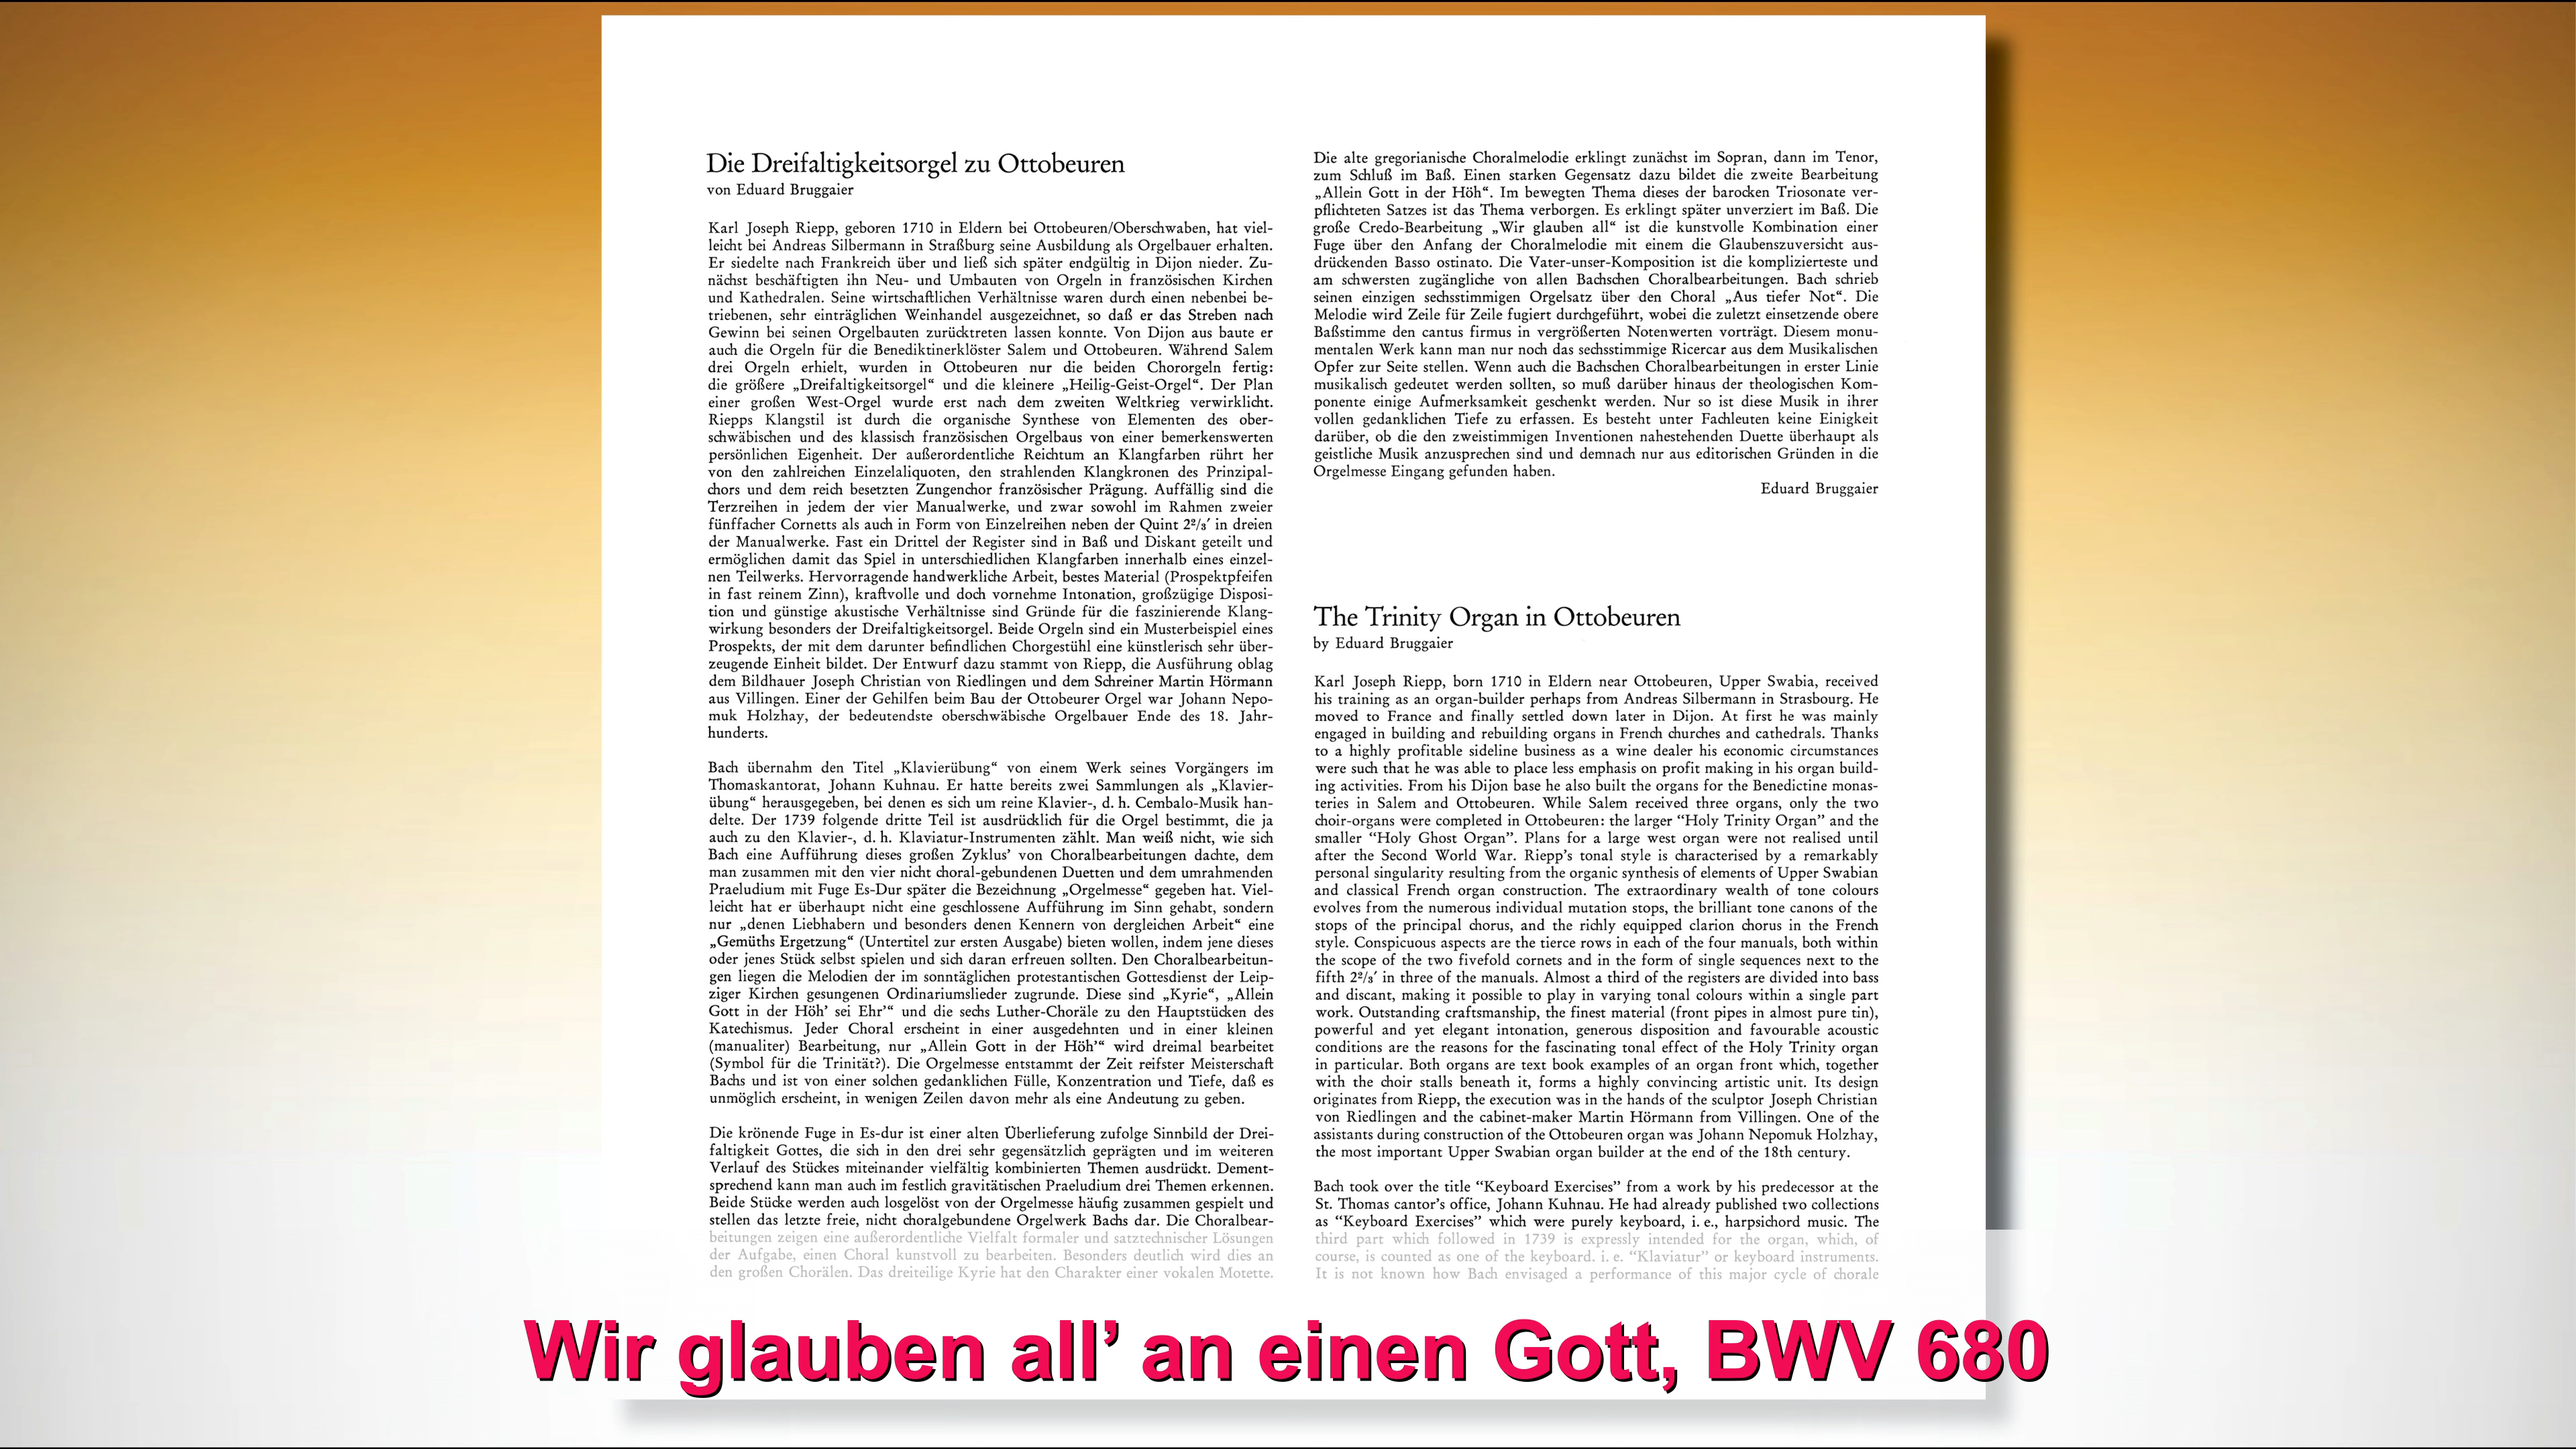 Die Dreifaltigkeitsorgel zu Ottobeuren
von Eduard Bruggaier
Karl Joseph Riepp, geboren 1710 in Eldern bei Ottobeuren/Oberschwaben, hat viel-
leicht bei Andreas Silbermann in Straßburg seine Ausbildung als Orgelbauer erhalten.
Er siedelte nach Frankreich über und ließ sich später endgültig in Dijon nieder. Zu-
nächst beschäftigten ihn Neu- und Umbauten von Orgeln in französischen Kirchen
und Kathedralen. Seine wirtschaftlichen Verhältnisse waren durch einen nebenbei be-
triebenen, sehr einträglichen Weinhandel ausgezeichnet, so daß er das Streben nach
Gewinn bei seinen Orgelbauten zurücktreten lassen konnte. Von Dijon aus baute er
auch die Orgeln für die Benediktinerklöster Salem und Ottobeuren. Während Salem
drei Orgeln erhielt, wurden in Ottobeuren nur die beiden Chororgeln fertig:
die größere „Dreifaltigkeitsorgel“ und die kleinere „Heilig-Geist-Orgel“. Der Plan
einer großen West-Orgel wurde erst nach dem zweiten Weltkrieg verwirklicht.
Riepps Klangstil ist durch die organische Synthese von Elementen des ober-
schwäbischen und des klassisch französischen Orgelbaus von einer bemerkenswerten
persönlichen Eigenheit. Der außerordentliche Reichtum an Klangfarben rührt her
von den zahlreichen Einzelaliquoten, den strahlenden Klangkronen des Prinzipal-
chors und dem reich besetzten Zungenchor französischer Prägung. Auffällig sind die
Terzreihen in jedem der vier Manualwerke, und zwar sowohl im Rahmen zweier
fünffacher Cornetts als auch in Form von Einzelreihen neben der Quint 2²/₃′ in dreien
der Manualwerke. Fast ein Drittel der Register sind in Baß und Diskant geteilt und
ermöglichen damit das Spiel in unterschiedlichen Klangfarben innerhalb eines einzel-
nen Teilwerks. Hervorragende handwerkliche Arbeit, bestes Material (Prospektpfeifen
in fast reinem Zinn), kraftvolle und doch vornehme Intonation, großzügige Disposi-
tion und günstige akustische Verhältnisse sind Gründe für die faszinierende Klang-
wirkung besonders der Dreifaltigkeitsorgel. Beide Orgeln sind ein Musterbeispiel eines
Prospekts, der mit dem darunter befindlichen Chorgestühl eine künstlerisch sehr über-
zeugende Einheit bildet. Der Entwurf dazu stammt von Riepp, die Ausführung oblag
dem Bildhauer Joseph Christian von Riedlingen und dem Schreiner Martin Hörmann
aus Villingen. Einer der Gehilfen beim Bau der Ottobeurer Orgel war Johann Nepo-
muk Holzhay, der bedeutendste oberschwäbische Orgelbauer Ende des 18. Jahr-
hunderts.
Bach übernahm den Titel „Klavierübung“ von einem Werk seines Vorgängers im
Thomaskantorat, Johann Kuhnau. Er hatte bereits zwei Sammlungen als „Klavier-
übung“ herausgegeben, bei denen es sich um reine Klavier-, d. h. Cembalo-Musik han-
delte. Der 1739 folgende dritte Teil ist ausdrücklich für die Orgel bestimmt, die ja
auch zu den Klavier-, d. h. Klaviatur-Instrumenten zählt. Man weiß nicht, wie sich
Bach eine Aufführung dieses großen Zyklus’ von Choralbearbeitungen dachte, dem
man zusammen mit den vier nicht choral-gebundenen Duetten und dem umrahmenden
Praeludium mit Fuge Es-Dur später die Bezeichnung „Orgelmesse“ gegeben hat. Viel-
leicht hat er überhaupt nicht eine geschlossene Aufführung im Sinn gehabt, sondern
nur „denen Liebhabern und besonders denen Kennern von dergleichen Arbeit“ eine
„Gemüths Ergetzung“ (Untertitel zur ersten Ausgabe) bieten wollen, indem jene dieses
oder jenes Stück selbst spielen und sich daran erfreuen sollten. Den Choralbearbeitun-
gen liegen die Melodien der im sonntäglichen protestantischen Gottesdienst der Leip-
ziger Kirchen gesungenen Ordinariumslieder zugrunde. Diese sind „Kyrie“, „Allein
Gott in der Höh’ sei Ehr’“ und die sechs Luther-Choräle zu den Hauptstücken des
Katechismus. Jeder Choral erscheint in einer ausgedehnten und in einer kleinen
(manualiter) Bearbeitung, nur „Allein Gott in der Höh’“ wird dreimal bearbeitet
(Symbol für die Trinität?). Die Orgelmesse entstammt der Zeit reifster Meisterschaft
Bachs und ist von einer solchen gedanklichen Fülle, Konzentration und Tiefe, daß es
unmöglich erscheint, in wenigen Zeilen davon mehr als eine Andeutung zu geben.
Die krönende Fuge in Es-dur ist einer alten Überlieferung zufolge Sinnbild der Drei-
faltigkeit Gottes, die sich in den drei sehr gegensätzlich geprägten und im weiteren
Verlauf des Stückes miteinander vielfältig kombinierten Themen ausdrückt. Dement-
sprechend kann man auch im festlich gravitätischen Praeludium drei Themen erkennen.
Beide Stücke werden auch losgelöst von der Orgelmesse häufig zusammen gespielt und
stellen das letzte freie, nicht choralgebundene Orgelwerk Bachs dar. Die Choralbear-
beitungen zeigen eine außerordentliche Vielfalt formaler und satztechnischer Lösungen
der Aufgabe, einen Choral kunstvoll zu bearbeiten. Besonders deutlich wird dies an
den großen Chorälen. Das dreiteilige Kyrie hat den Charakter einer vokalen Motette.
Die alte gregorianische Choralmelodie erklingt zunächst im Sopran, dann im Tenor,
zum Schluß im Baß. Einen starken Gegensatz dazu bildet die zweite Bearbeitung
„Allein Gott in der Höh“. Im bewegten Thema dieses der barocken Triosonate ver-
pflichteten Satzes ist das Thema verborgen. Es erklingt später unverziert im Baß. Die
große Credo-Bearbeitung „Wir glauben all“ ist die kunstvolle Kombination einer
Fuge über den Anfang der Choralmelodie mit einem die Glaubenszuversicht aus-
drückenden Basso ostinato. Die Vater-unser-Komposition ist die komplizierteste und
am schwersten zugängliche von allen Bachschen Choralbearbeitungen. Bach schrieb
seinen einzigen sechsstimmigen Orgelsatz über den Choral „Aus tiefer Not“. Die
Melodie wird Zeile für Zeile fugiert durchgeführt, wobei die zuletzt einsetzende obere
Baßstimme den cantus firmus in vergrößerten Notenwerten vorträgt. Diesem monu-
mentalen Werk kann man nur noch das sechsstimmige Ricercar aus dem Musikalischen
Opfer zur Seite stellen. Wenn auch die Bachschen Choralbearbeitungen in erster Linie
musikalisch gedeutet werden sollten, so muß darüber hinaus der theologischen Kom-
ponente einige Aufmerksamkeit geschenkt werden. Nur so ist diese Musik in ihrer
vollen gedanklichen Tiefe zu erfassen. Es besteht unter Fachleuten keine Einigkeit
darüber, ob die den zweistimmigen Inventionen nahestehenden Duette überhaupt als
geistliche Musik anzusprechen sind und demnach nur aus editorischen Gründen in die
Orgelmesse Eingang gefunden haben.
Eduard Bruggaier
The Trinity Organ in Ottobeuren
by Eduard Bruggaier
Karl Joseph Riepp, born 1710 in Eldern near Ottobeuren, Upper Swabia, received
his training as an organ-builder perhaps from Andreas Silbermann in Strasbourg. He
moved to France and finally settled down later in Dijon. At first he was mainly
engaged in building and rebuilding organs in French churches and cathedrals. Thanks
to a highly profitable sideline business as a wine dealer his economic circumstances
were such that he was able to place less emphasis on profit making in his organ build-
ing activities. From his Dijon base he also built the organs for the Benedictine monas-
teries in Salem and Ottobeuren. While Salem received three organs, only the two
choir-organs were completed in Ottobeuren: the larger “Holy Trinity Organ” and the
smaller “Holy Ghost Organ”. Plans for a large west organ were not realised until
after the Second World War. Riepp’s tonal style is characterised by a remarkably
personal singularity resulting from the organic synthesis of elements of Upper Swabian
and classical French organ construction. The extraordinary wealth of tone colours
evolves from the numerous individual mutation stops, the brilliant tone canons of the
stops of the principal chorus, and the richly equipped clarion chorus in the French
style. Conspicuous aspects are the tierce rows in each of the four manuals, both within
the scope of the two fivefold cornets and in the form of single sequences next to the
fifth 2²/₃′ in three of the manuals. Almost a third of the registers are divided into bass
and discant, making it possible to play in varying tonal colours within a single part
work. Outstanding craftsmanship, the finest material (front pipes in almost pure tin),
powerful and yet elegant intonation, generous disposition and favourable acoustic
conditions are the reasons for the fascinating tonal effect of the Holy Trinity organ
in particular. Both organs are text book examples of an organ front which, together
with the choir stalls beneath it, forms a highly convincing artistic unit. Its design
originates from Riepp, the execution was in the hands of the sculptor Joseph Christian
von Riedlingen and the cabinet-maker Martin Hörmann from Villingen. One of the
assistants during construction of the Ottobeuren organ was Johann Nepomuk Holzhay,
the most important Upper Swabian organ builder at the end of the 18th century.
Bach took over the title “Keyboard Exercises” from a work by his predecessor at the
St. Thomas cantor’s office, Johann Kuhnau. He had already published two collections
as “Keyboard Exercises” which were purely keyboard, i. e., harpsichord music. The
third part which followed in 1739 is expressly intended for the organ, which, of
course, is counted as one of the keyboard. i. e. “Klaviatur” or keyboard instruments.
It is not known how Bach envisaged a performance of this major cycle of chorale
Wir glauben all’ an einen Gott, BWV 680